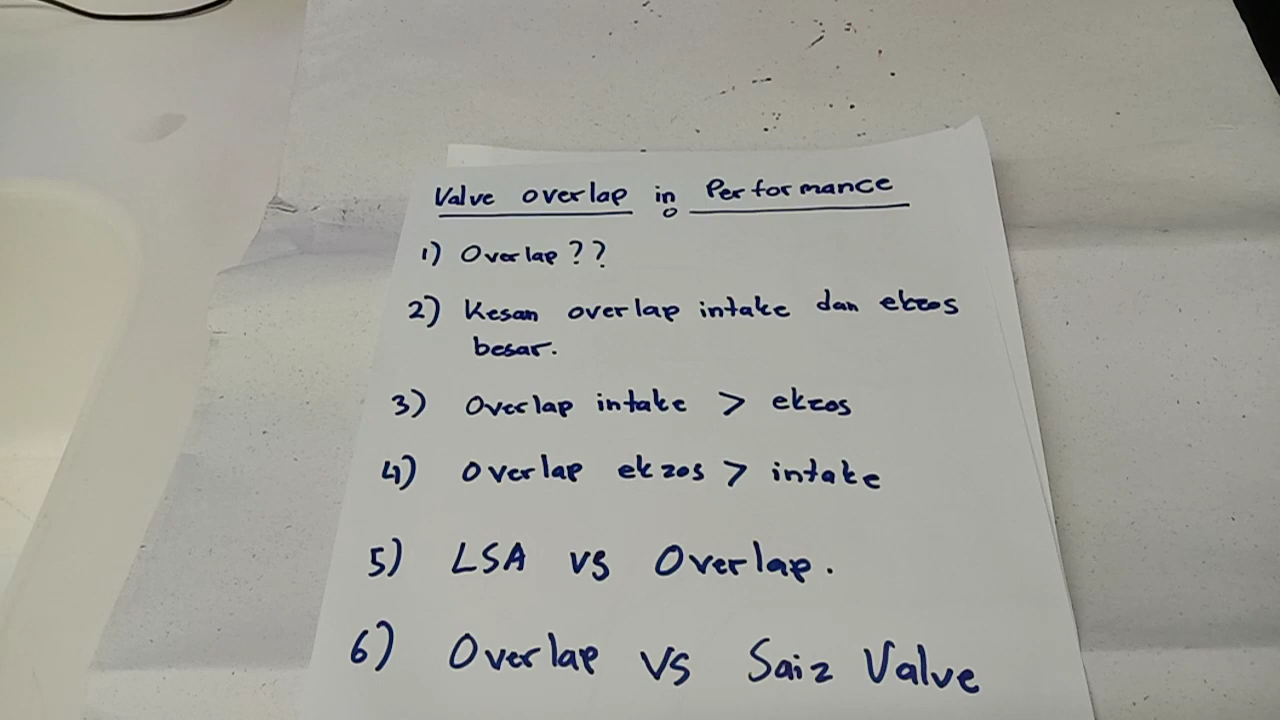 Valve overlap in Performance
1) Overlap ??
2) Kesan overlap intake dan ekzos
besar.
3) Overlap intake > ekzos
4) Overlap ekzos > intake
5) LSA vs Overlap.
6) Overlap vs Saiz Valve